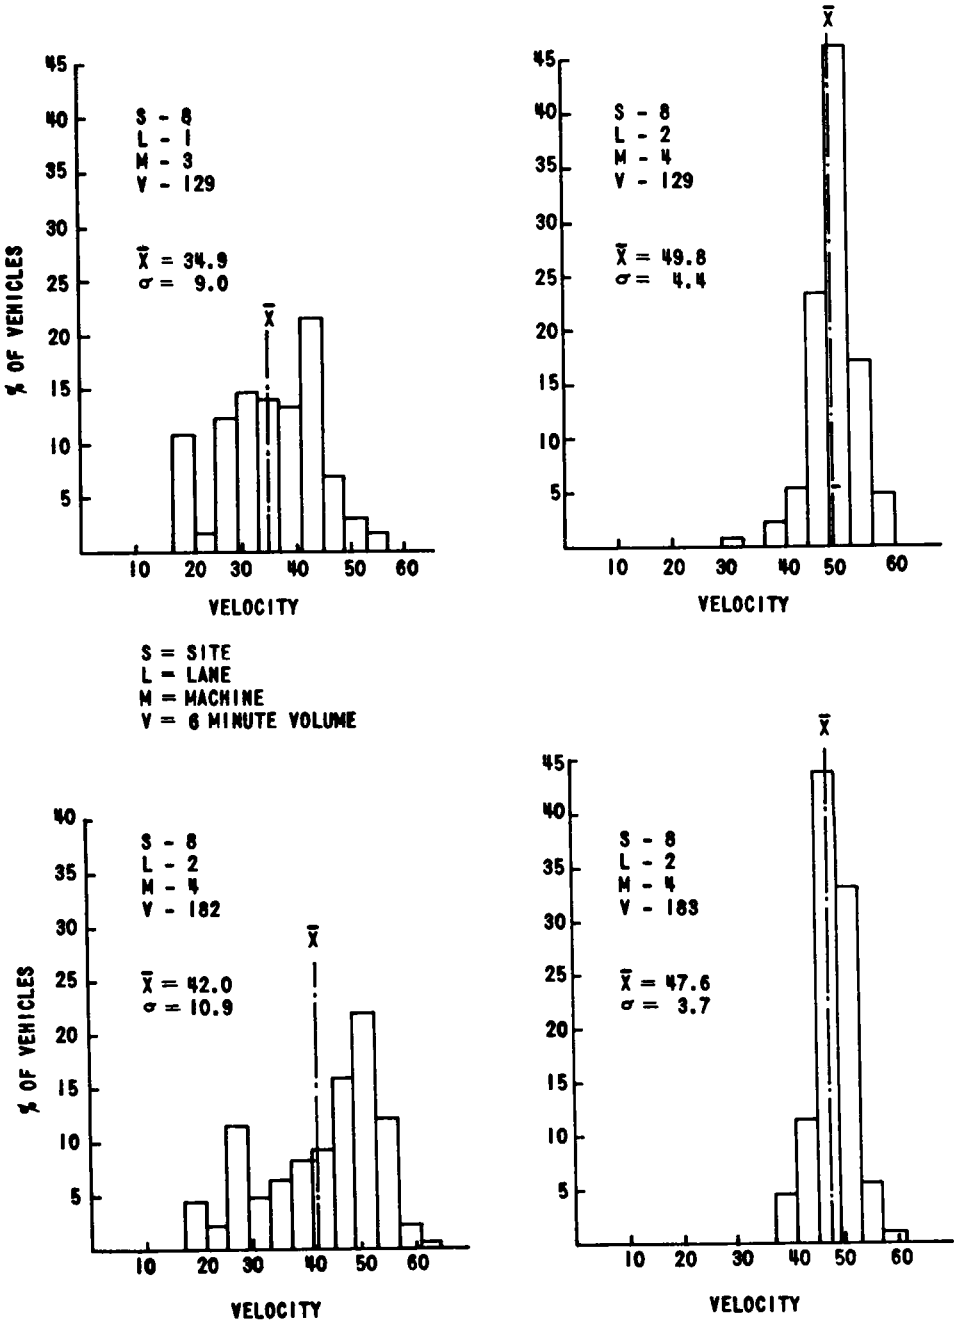 X̄
45
40
35
30
25
20
15
10
5
% OF VEHICLES
S - 8
L - 1
M - 3
V - 129
X̄ = 34.9
σ = 9.0
X̄
10 20 30 40 50 60
VELOCITY
45
40
35
30
25
20
15
10
5
S - 8
L - 2
M - 4
V - 129
X̄ = 49.8
σ = 4.4
10 20 30 40 50 60
VELOCITY
S = SITE
L = LANE
M = MACHINE
V = 6 MINUTE VOLUME
40
35
30
25
20
15
10
5
% OF VEHICLES
S - 8
L - 2
M - 4
V - 182
X̄ = 42.0
σ = 10.9
X̄
10 20 30 40 50 60
VELOCITY
X̄
45
40
35
30
25
20
15
10
5
S - 8
L - 2
M - 4
V - 183
X̄ = 47.6
σ = 3.7
10 20 30 40 50 60
VELOCITY